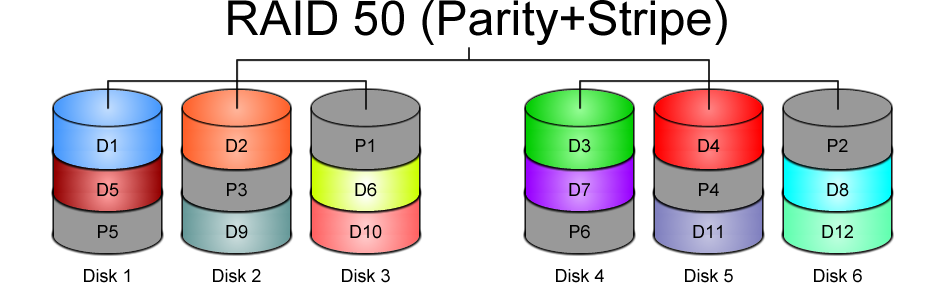 RAID 50 (Parity+Stripe)
D1 D2 P1 D3 D4 P2
D5 P3 D6 D7 P4 D8
P5 D9 D10 P6 D11 D12
Disk 1 Disk 2 Disk 3 Disk 4 Disk 5 Disk 6